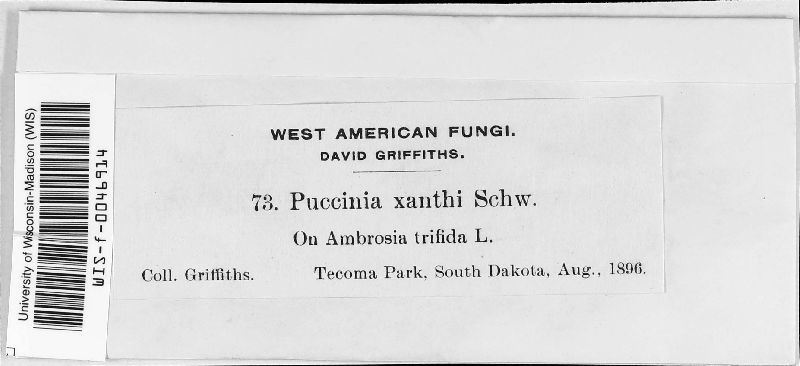 WEST AMERICAN FUNGI.
DAVID GRIFFITHS.
73. Puccinia xanthi Schw.
On Ambrosia trifida L.
Coll. Griffiths. Tecoma Park, South Dakota, Aug., 1896.
University of Wisconsin-Madison (WIS)
WIS-f-0046914